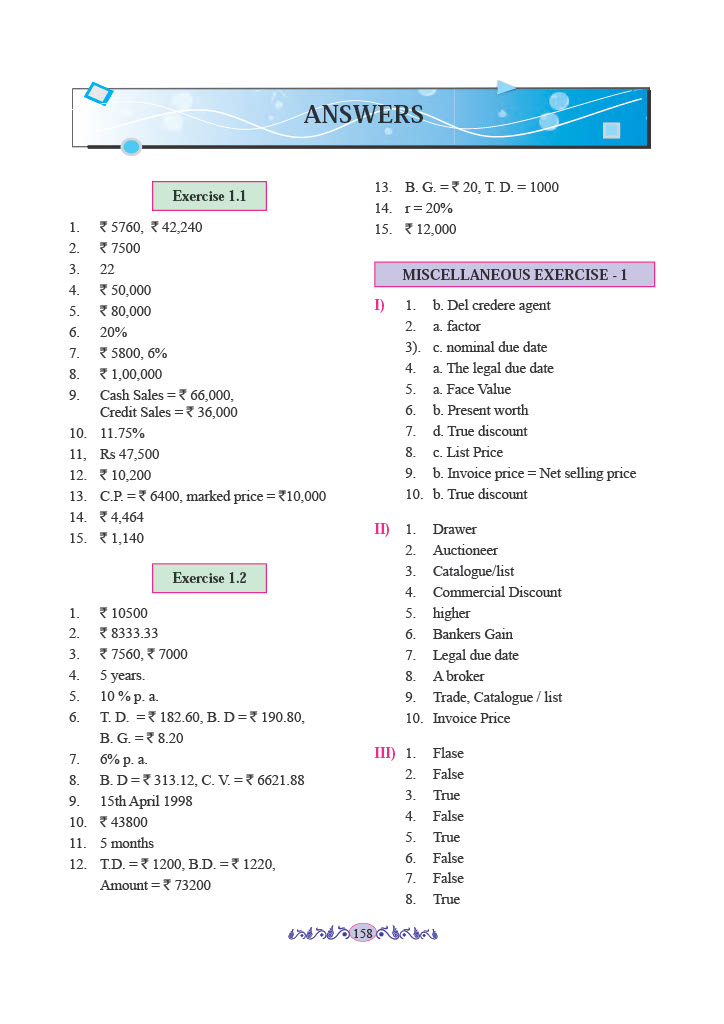 ANSWERS
Exercise 1.1
1. ₹ 5760, ₹ 42,240
2. ₹ 7500
3. 22
4. ₹ 50,000
5. ₹ 80,000
6. 20%
7. ₹ 5800, 6%
8. ₹ 1,00,000
9. Cash Sales = ₹ 66,000,
Credit Sales = ₹ 36,000
10. 11.75%
11, Rs 47,500
12. ₹ 10,200
13. C.P. = ₹ 6400, marked price = ₹10,000
14. ₹ 4,464
15. ₹ 1,140
Exercise 1.2
1. ₹ 10500
2. ₹ 8333.33
3. ₹ 7560, ₹ 7000
4. 5 years.
5. 10 % p. a.
6. T. D. = ₹ 182.60, B. D = ₹ 190.80,
B. G. = ₹ 8.20
7. 6% p. a.
8. B. D = ₹ 313.12, C. V. = ₹ 6621.88
9. 15th April 1998
10. ₹ 43800
11. 5 months
12. T.D. = ₹ 1200, B.D. = ₹ 1220,
Amount = ₹ 73200
13. B. G. = ₹ 20, T. D. = 1000
14. r = 20%
15. ₹ 12,000
MISCELLANEOUS EXERCISE - 1
I) 1. b. Del credere agent
2. a. factor
3). c. nominal due date
4. a. The legal due date
5. a. Face Value
6. b. Present worth
7. d. True discount
8. c. List Price
9. b. Invoice price = Net selling price
10. b. True discount
II) 1. Drawer
2. Auctioneer
3. Catalogue/list
4. Commercial Discount
5. higher
6. Bankers Gain
7. Legal due date
8. A broker
9. Trade, Catalogue / list
10. Invoice Price
III) 1. Flase
2. False
3. True
4. False
5. True
6. False
7. False
8. True
158